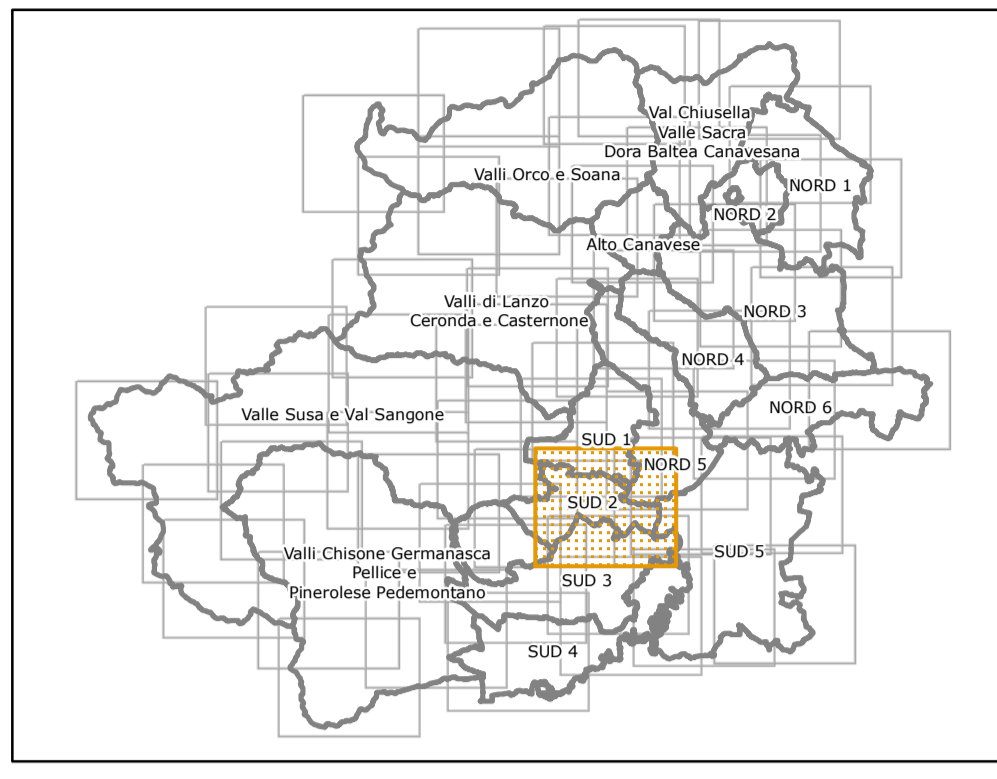 Val Chiusella
Valle Sacra
Dora Baltea Canavesana
Valli Orco e Soana
NORD 1
NORD 2
Alto Canavese
Valli di Lanzo
Ceronda e Casternone
NORD 3
NORD 4
Valle Susa e Val Sangone
NORD 6
SUD 1
NORD 5
SUD 2
Valli Chisone Germanasca
Pellice e
Pinerolese Pedemontano
SUD 5
SUD 3
SUD 4